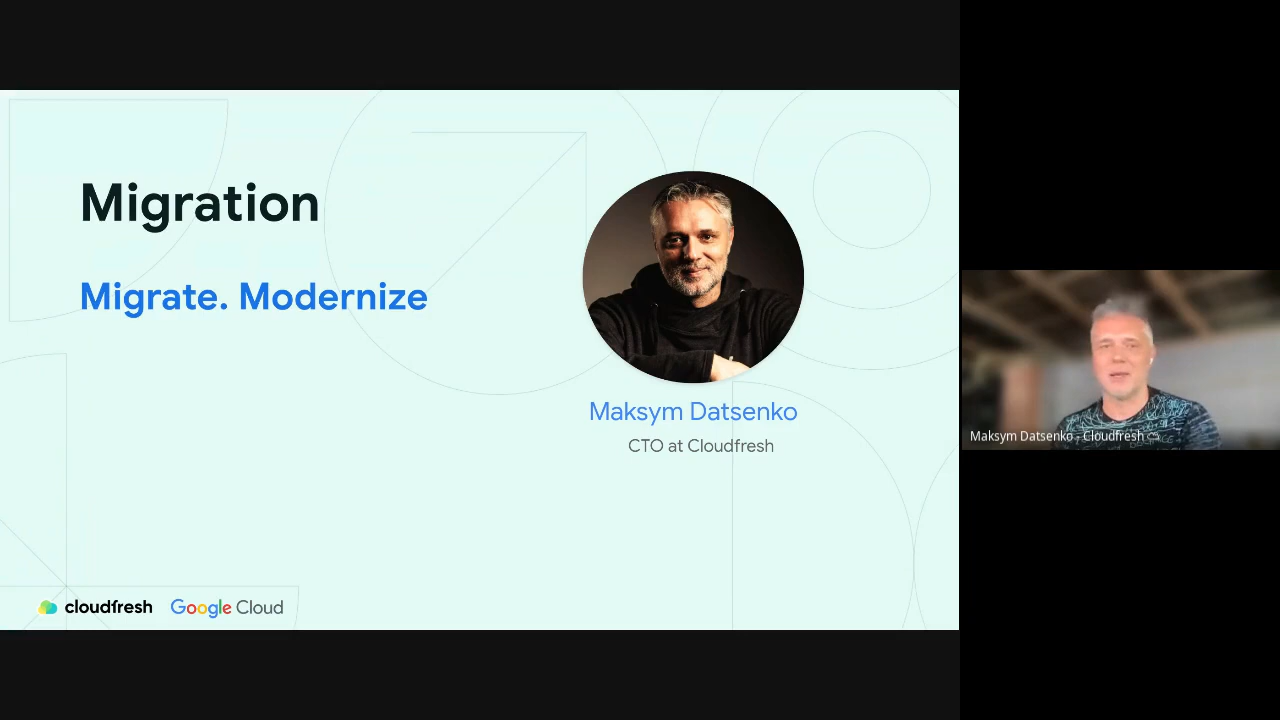 Migration
Migrate. Modernize
Maksym Datsenko
CTO at Cloudfresh
cloudfresh Google Cloud
Maksym Datsenko - Cloudfresh